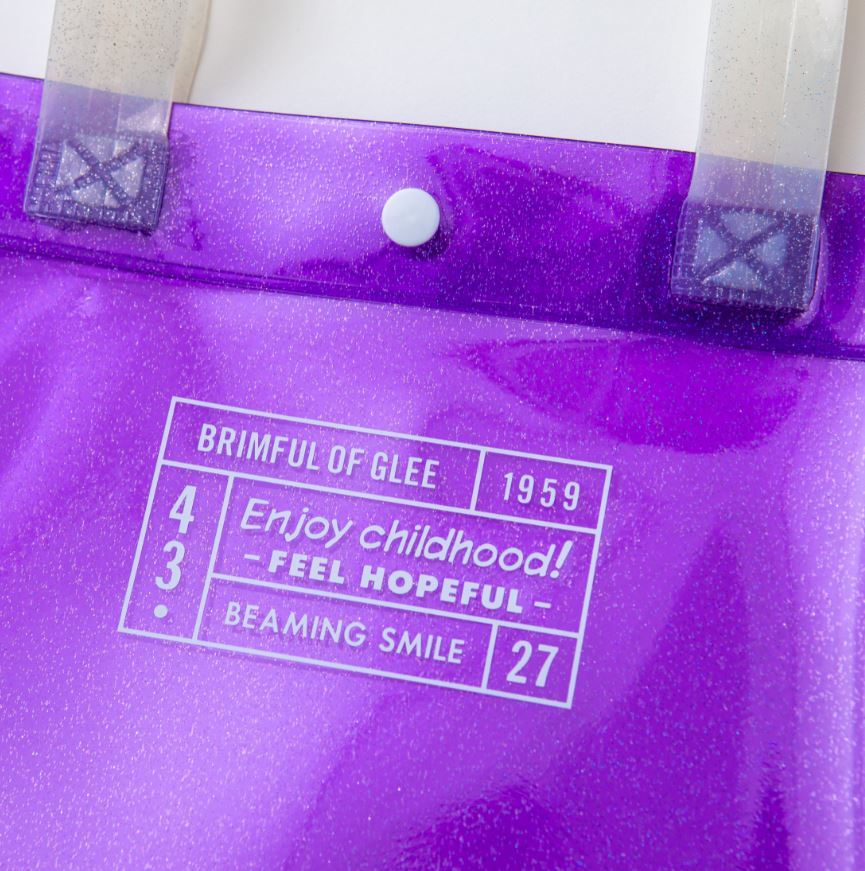 BRIMFUL OF GLEE 1959
43.
Enjoy childhood!
-FEEL HOPEFUL-
BEAMING SMILE 27